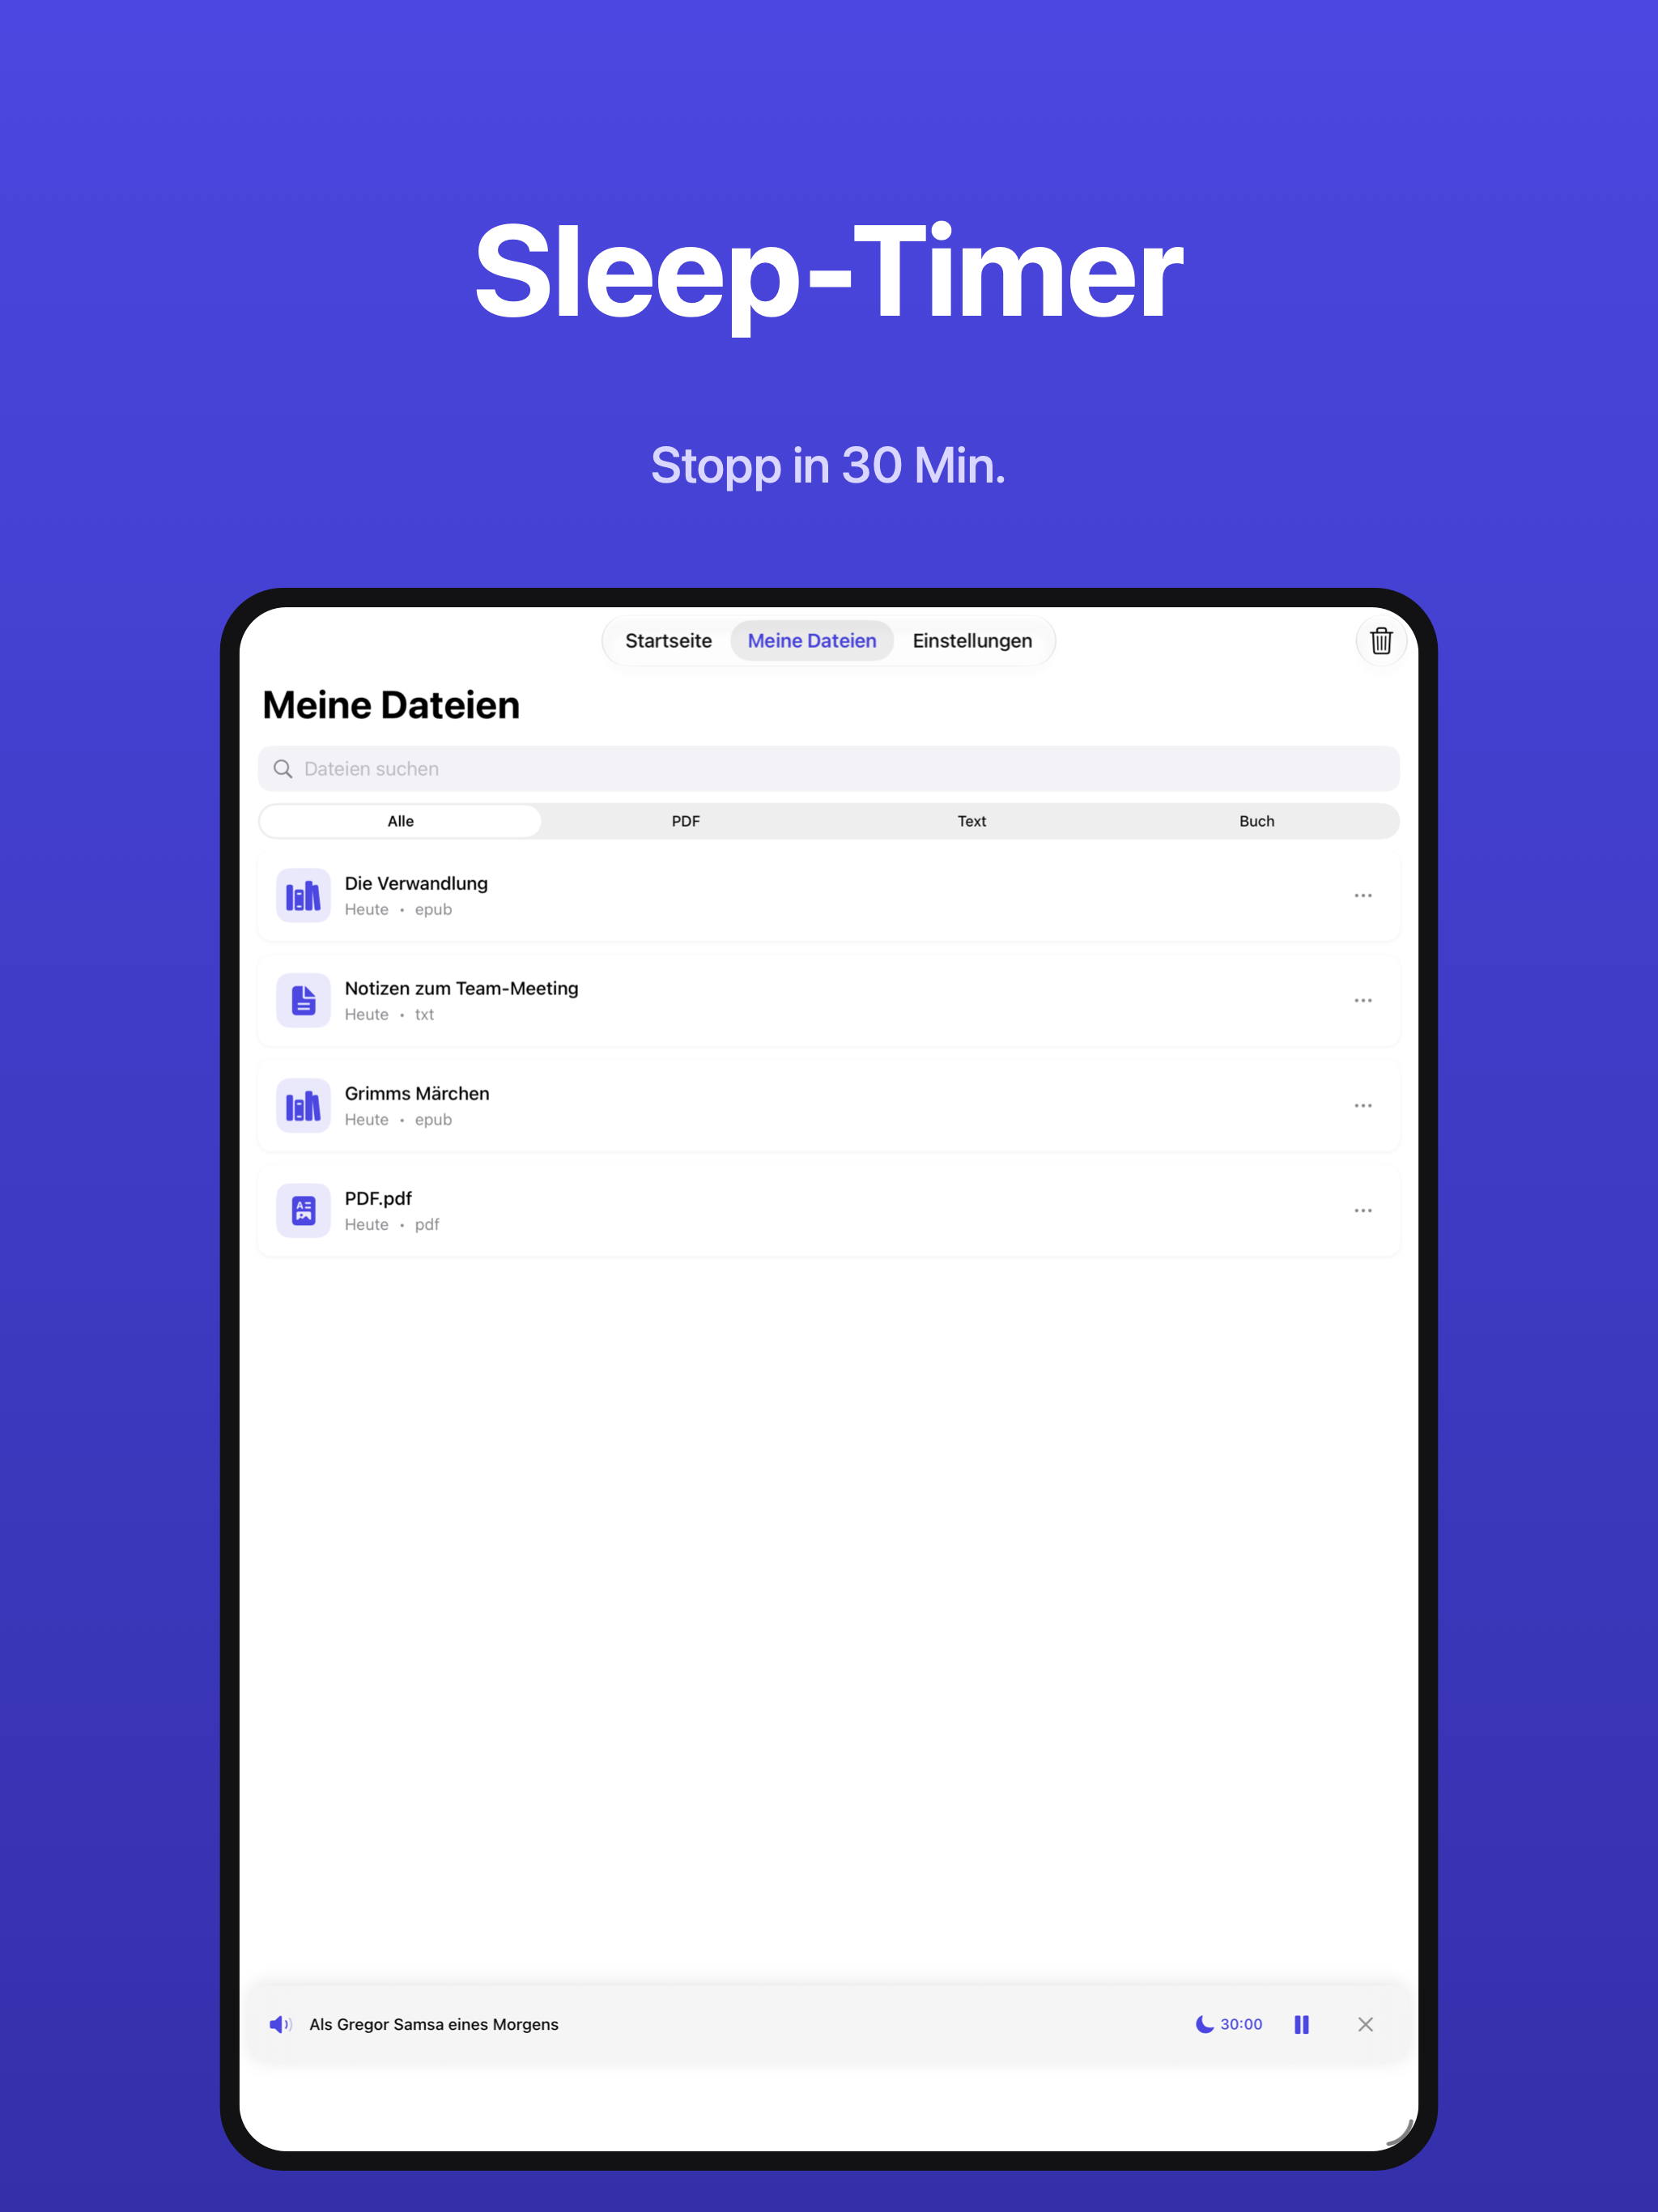 Sleep-Timer
Stopp in 30 Min.
Startseite Meine Dateien Einstellungen
Meine Dateien
Dateien suchen
Alle PDF Text Buch
Die Verwandlung
Heute • epub
Notizen zum Team-Meeting
Heute • txt
Grimms Märchen
Heute • epub
PDF.pdf
Heute • pdf
Als Gregor Samsa eines Morgens 30:00